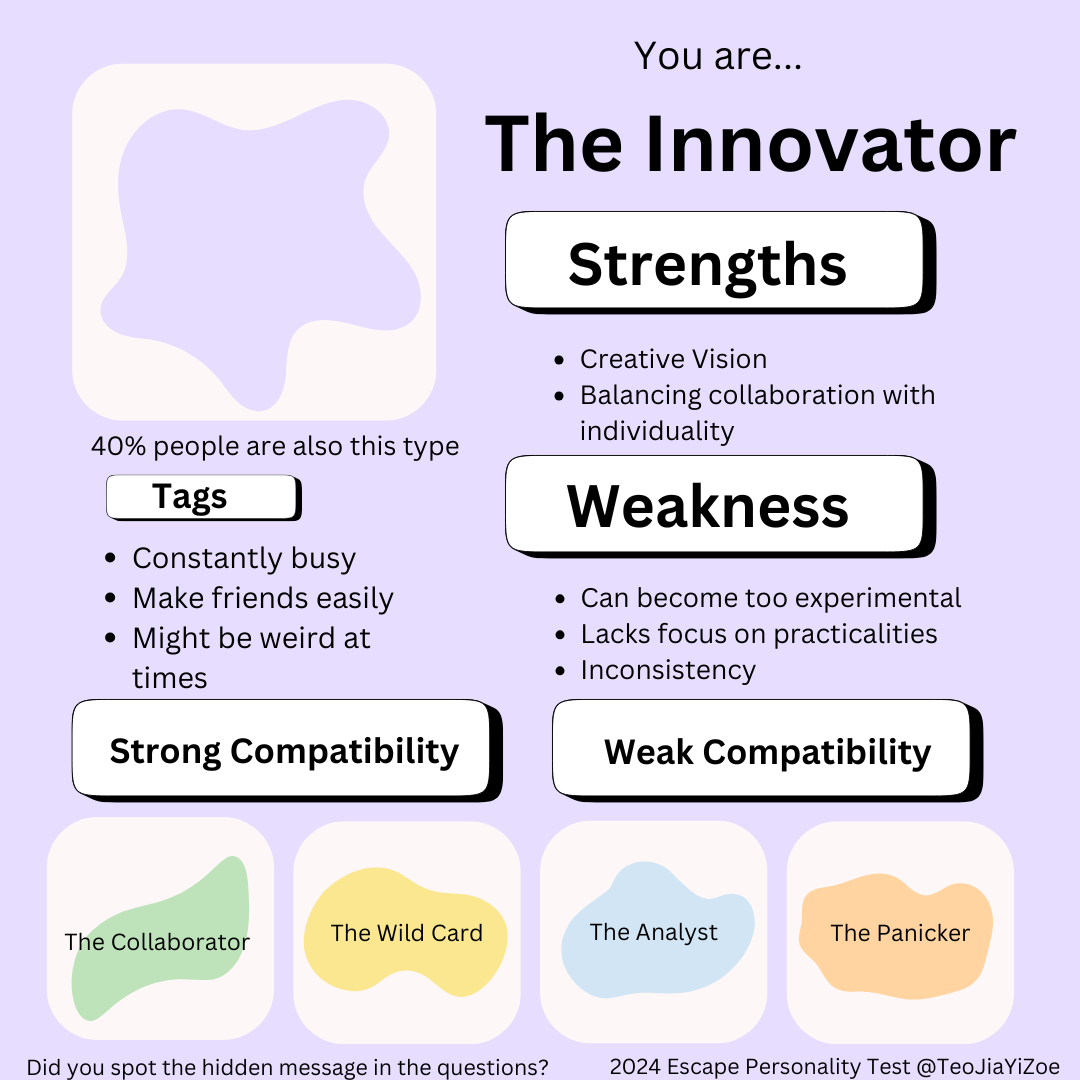 You are...
The Innovator
Strengths
Creative Vision
Balancing collaboration with
individuality
40% people are also this type
Tags
Constantly busy
Make friends easily
Might be weird at
times
Weakness
Can become too experimental
Lacks focus on practicalities
Inconsistency
Strong Compatibility
Weak Compatibility
The Collaborator
The Wild Card
The Analyst
The Panicker
Did you spot the hidden message in the questions?
2024 Escape Personality Test @TeoJiaYiZoe